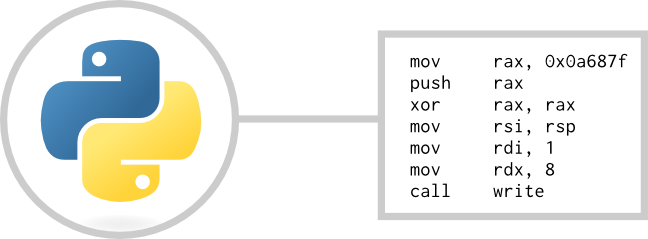 mov rax, 0x0a687f
push rax
xor rax, rax
mov rsi, rsp
mov rdi, 1
mov rdx, 8
call write